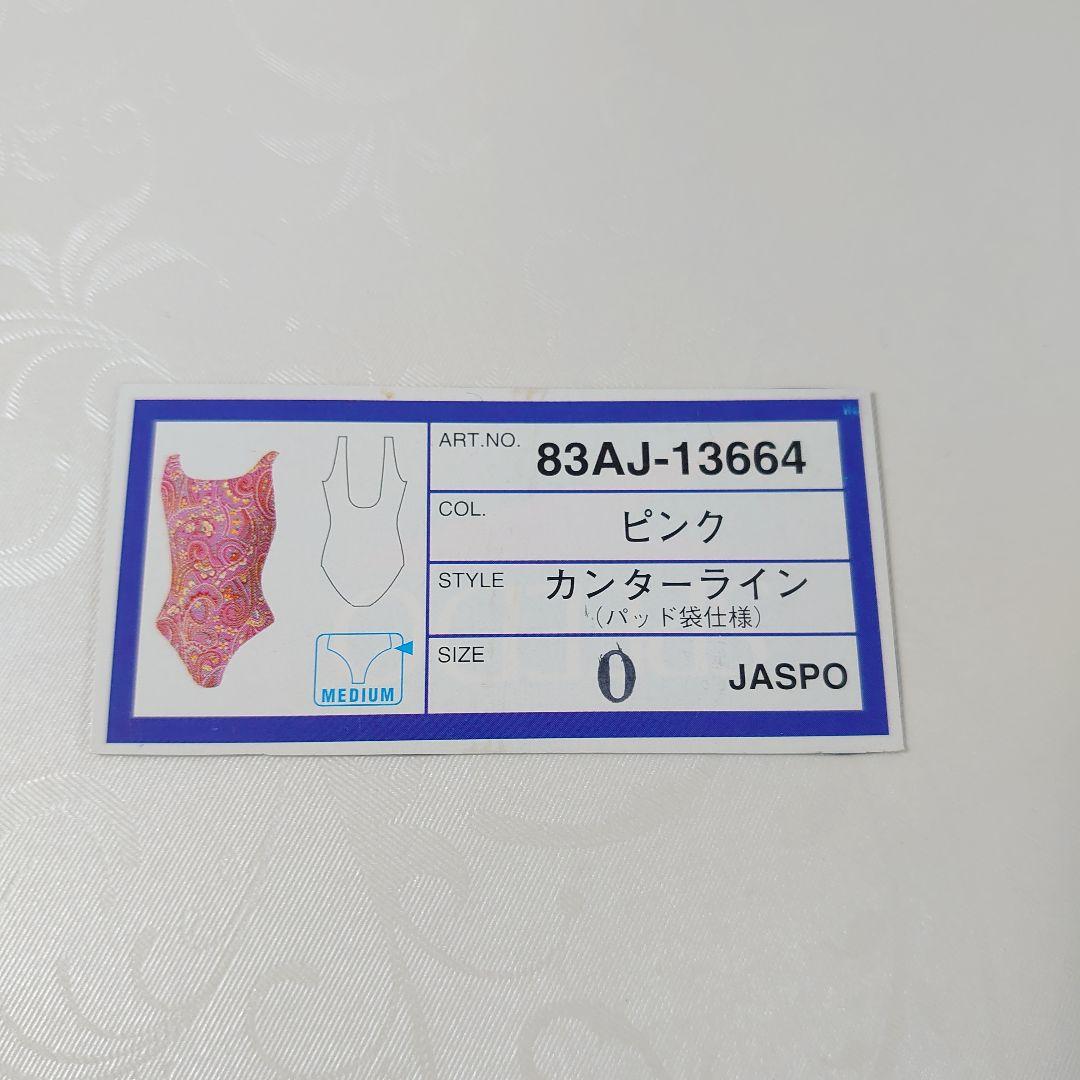 ART.NO. 83AJ-13664
COL. ピンク
STYLE カンターライン
（パッド袋仕様）
SIZE O JASPO
MEDIUM